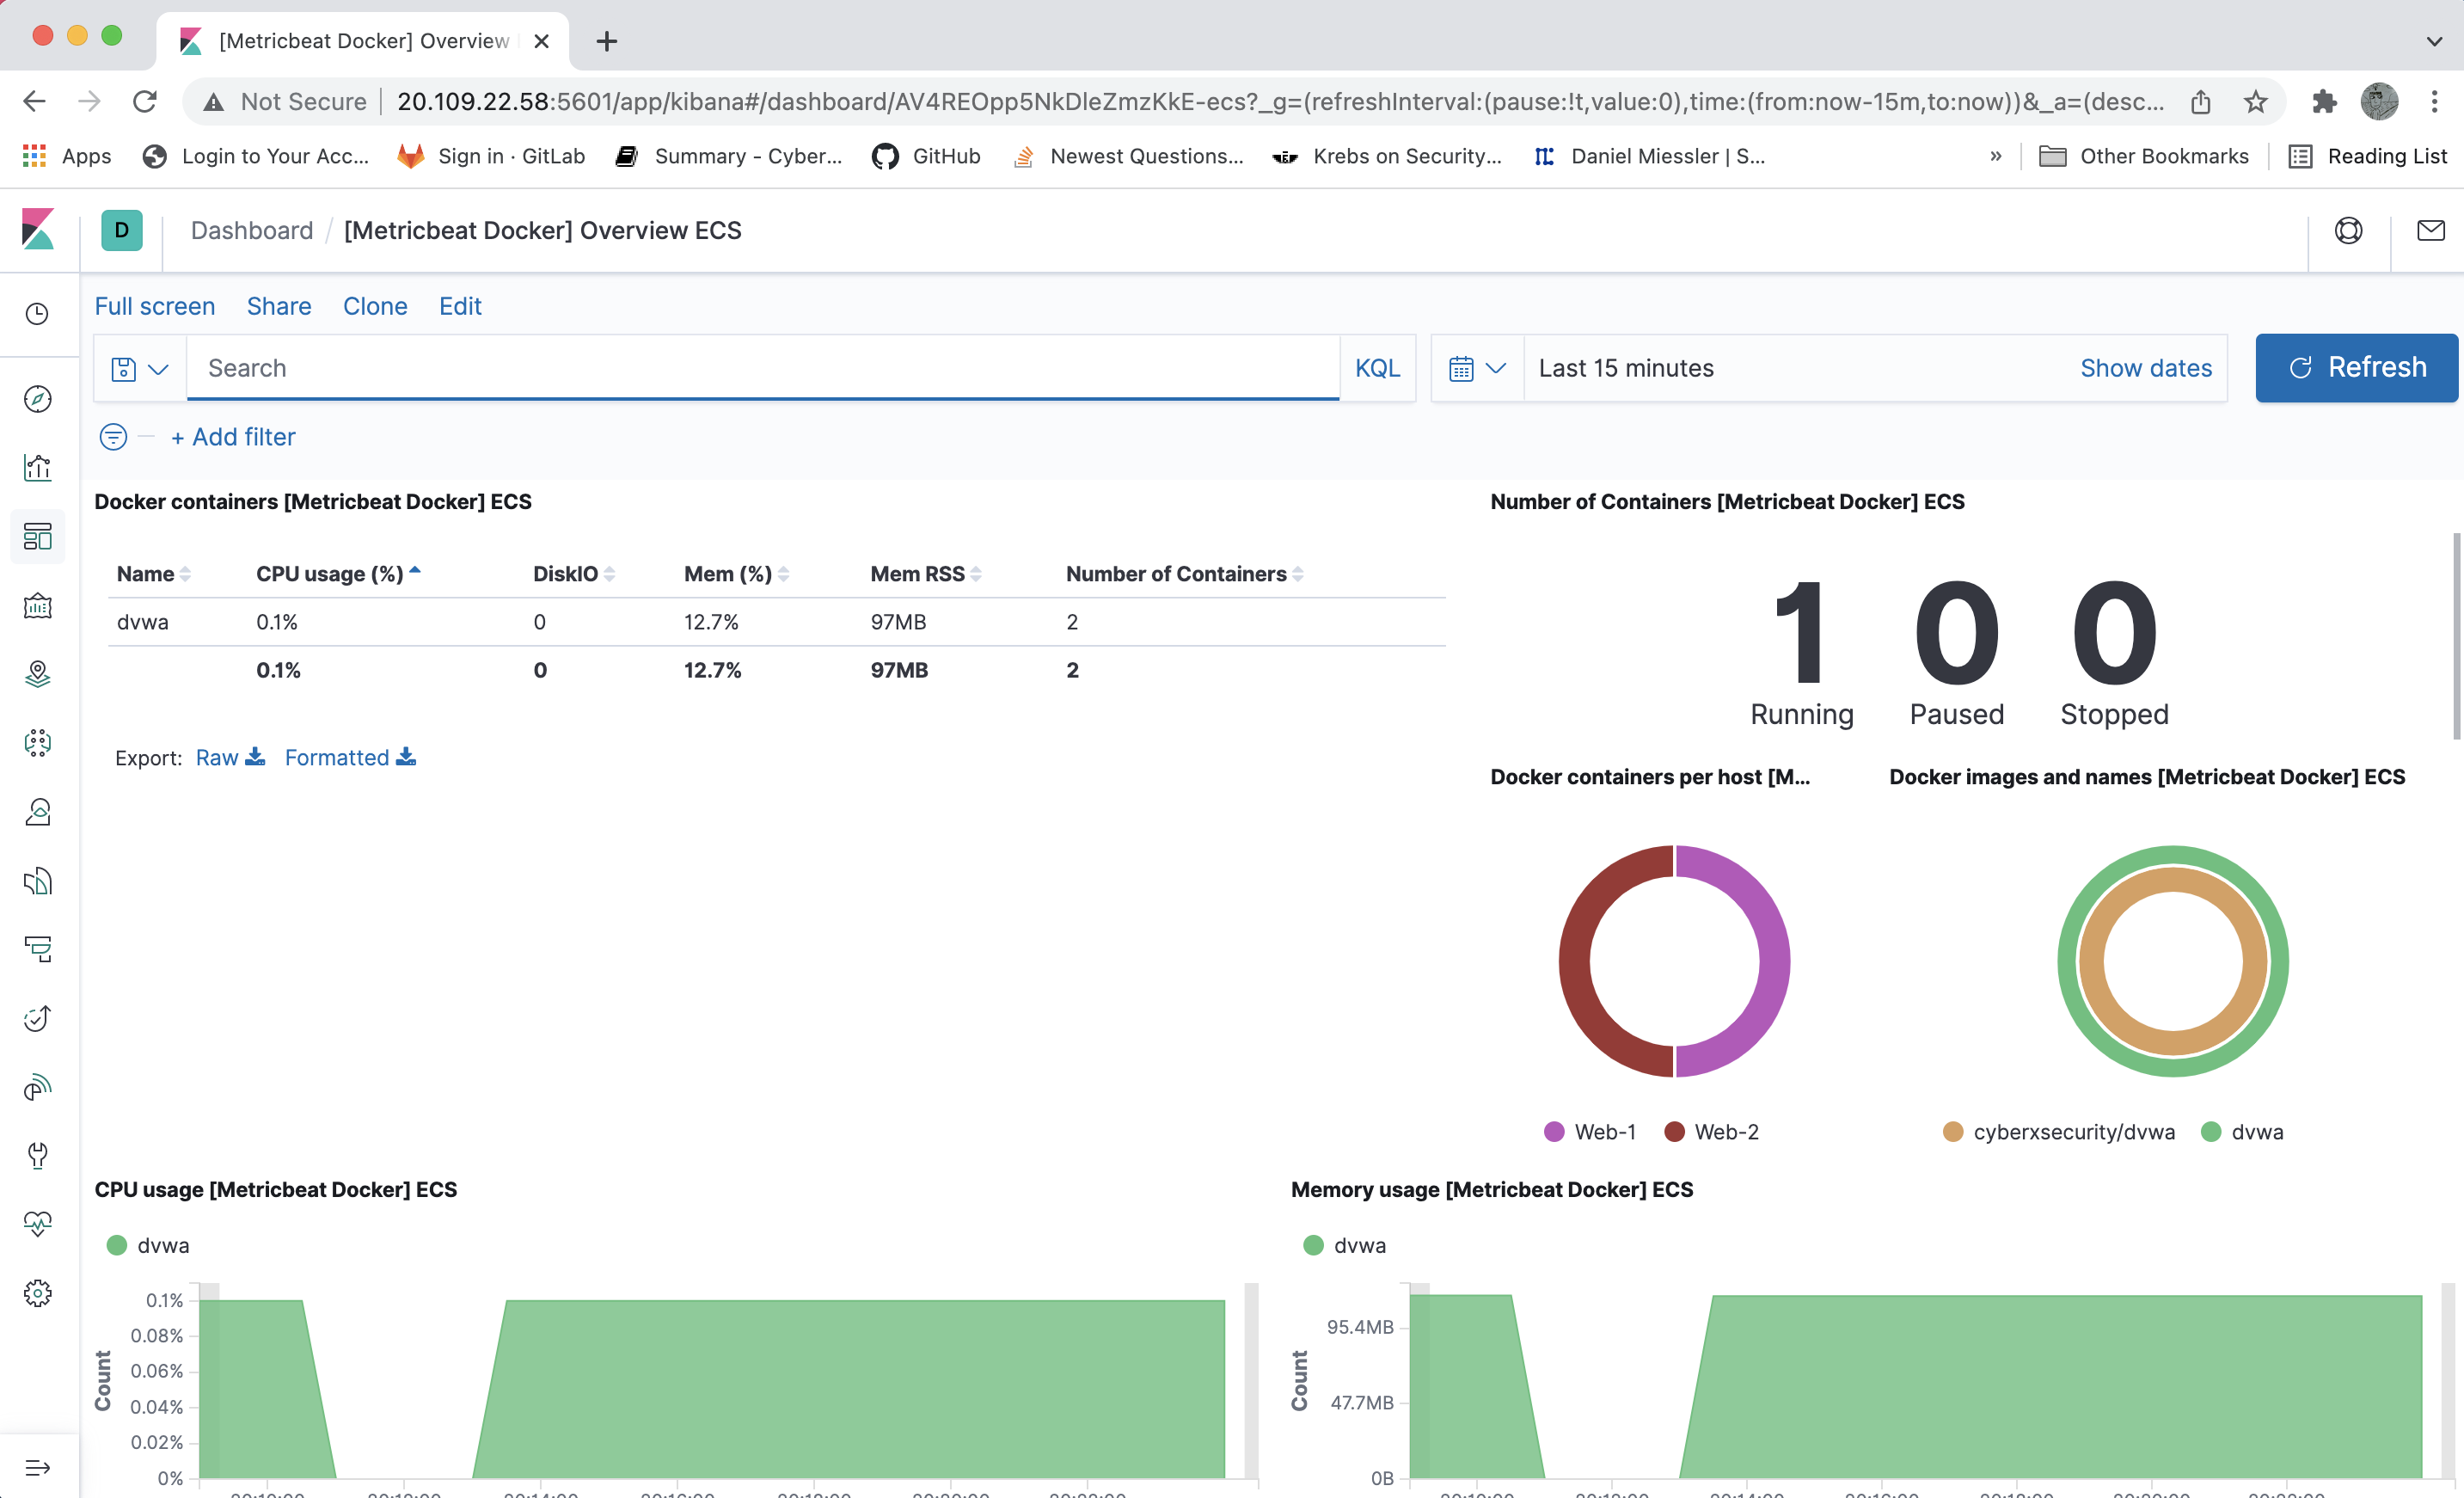 [Metricbeat Docker] Overview
Not Secure 20.109.22.58:5601/app/kibana#/dashboard/AV4REOpp5NkDleZmzKkE-ecs?_g=(refreshInterval:(pause:!t,value:0),time:(from:now-15m,to:now))&_a=(desc...
Apps Login to Your Acc... Sign in · GitLab Summary - Cyber... GitHub Newest Questions... Krebs on Security... Daniel Miessler | S... » Other Bookmarks Reading List
D Dashboard / [Metricbeat Docker] Overview ECS
Full screen Share Clone Edit
Search KQL Last 15 minutes Show dates Refresh
+ Add filter
Docker containers [Metricbeat Docker] ECS
Name CPU usage (%) DiskIO Mem (%) Mem RSS Number of Containers
dvwa 0.1% 0 12.7% 97MB 2
0.1% 0 12.7% 97MB 2
Export: Raw Formatted
Number of Containers [Metricbeat Docker] ECS
1 0 0
Running Paused Stopped
Docker containers per host [M...
Web-1 Web-2
Docker images and names [Metricbeat Docker] ECS
cyberxsecurity/dvwa dvwa
CPU usage [Metricbeat Docker] ECS
dvwa
Count
0.1%
0.08%
0.06%
0.04%
0.02%
0%
Memory usage [Metricbeat Docker] ECS
dvwa
Count
95.4MB
47.7MB
0B